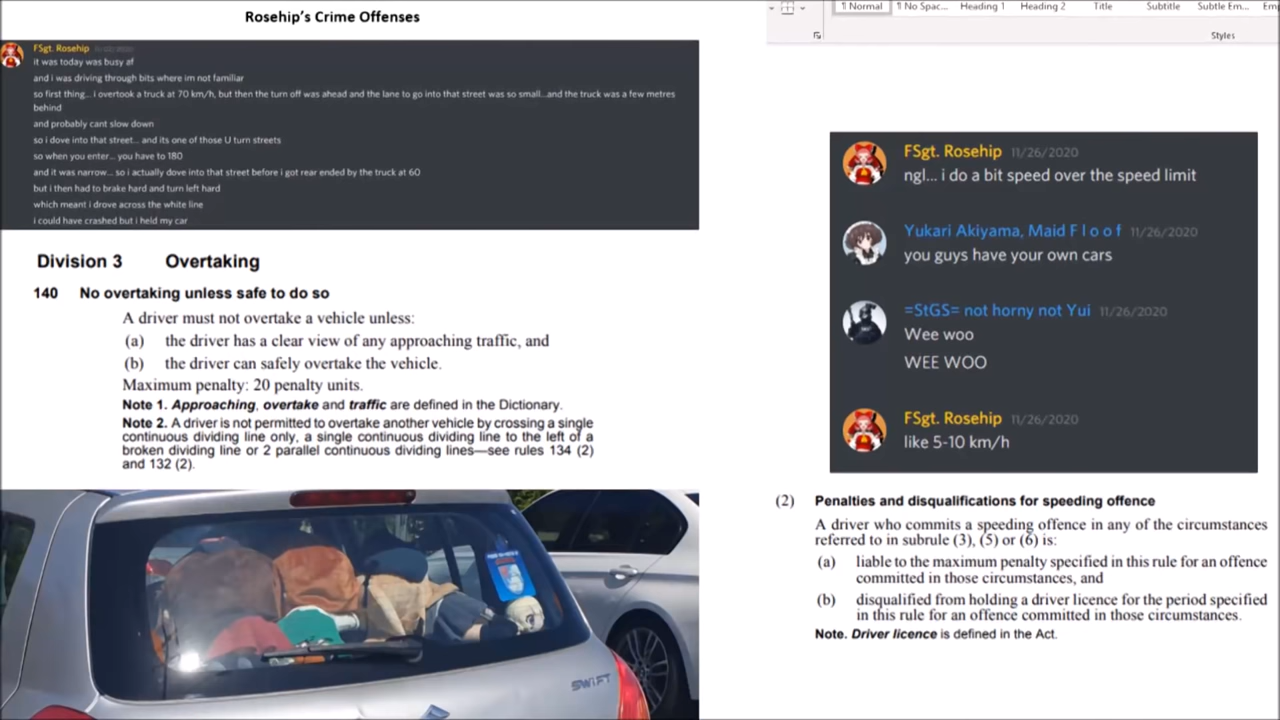 Rosehip's Crime Offenses
FSgt. Rosehip
it was today was busy af
and i was driving through bits where im not familiar
so first thing... i overtook a truck at 70 km/h, but then the turn off was ahead and the lane to go into that street was so small...and the truck was a few metres
behind
and probably cant slow down
so i dove into that street... and its one of those U turn streets
so when you enter... you have to 180
and it was narrow... so i actually dove into that street before i got rear ended by the truck at 60
but i then had to brake hard and turn left hard
which meant i drove across the white line
i could have crashed but i held my car
Division 3 Overtaking
140 No overtaking unless safe to do so
A driver must not overtake a vehicle unless:
(a) the driver has a clear view of any approaching traffic, and
(b) the driver can safely overtake the vehicle.
Maximum penalty: 20 penalty units.
Note 1. Approaching, overtake and traffic are defined in the Dictionary.
Note 2. A driver is not permitted to overtake another vehicle by crossing a single
continuous dividing line only, a single continuous dividing line to the left of a
broken dividing line or 2 parallel continuous dividing lines—see rules 134 (2)
and 132 (2).
SWIFT
¶ Normal ¶ No Spac... Heading 1 Heading 2 Title Subtitle Subtle Em... Em
Styles
FSgt. Rosehip 11/26/2020
ngl... i do a bit speed over the speed limit
Yukari Akiyama, Maid F l o o f 11/26/2020
you guys have your own cars
=StGS= not horny not Yui 11/26/2020
Wee woo
WEE WOO
FSgt. Rosehip 11/26/2020
like 5-10 km/h
(2) Penalties and disqualifications for speeding offence
A driver who commits a speeding offence in any of the circumstances
referred to in subrule (3), (5) or (6) is:
(a) liable to the maximum penalty specified in this rule for an offence
committed in those circumstances, and
(b) disqualified from holding a driver licence for the period specified
in this rule for an offence committed in those circumstances.
Note. Driver licence is defined in the Act.